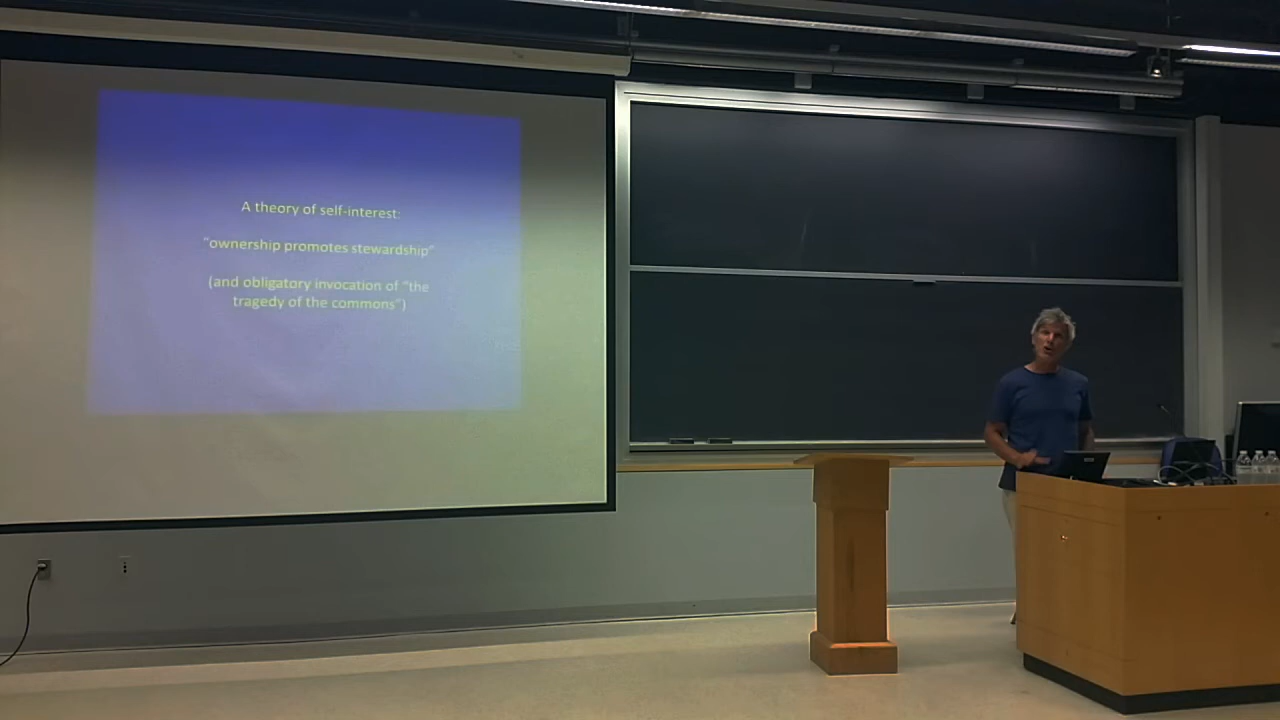 A theory of self-interest:
"ownership promotes stewardship"
(and obligatory invocation of "the
tragedy of the commons")